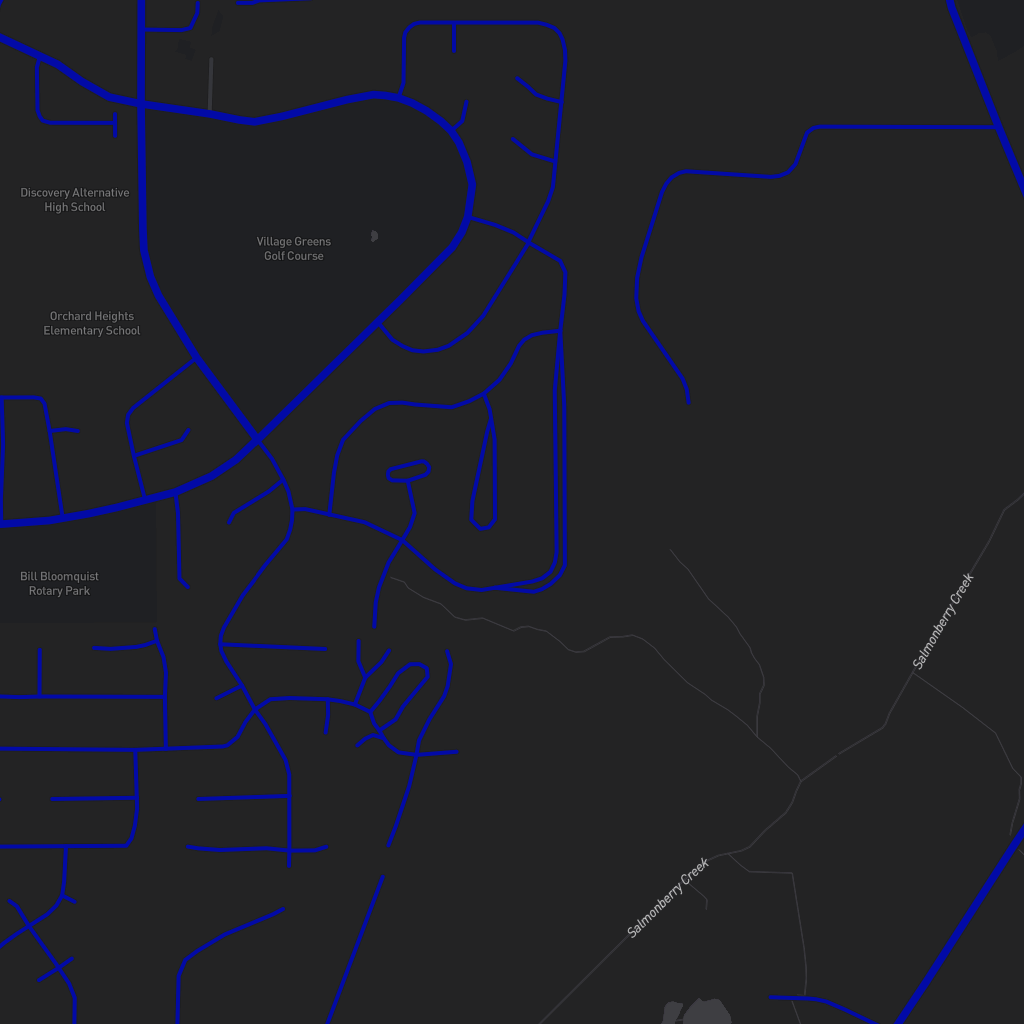 Discovery Alternative
High School
Village Greens
Golf Course
Orchard Heights
Elementary School
Bill Bloomquist
Rotary Park
Salmonberry Creek
Salmonberry Creek